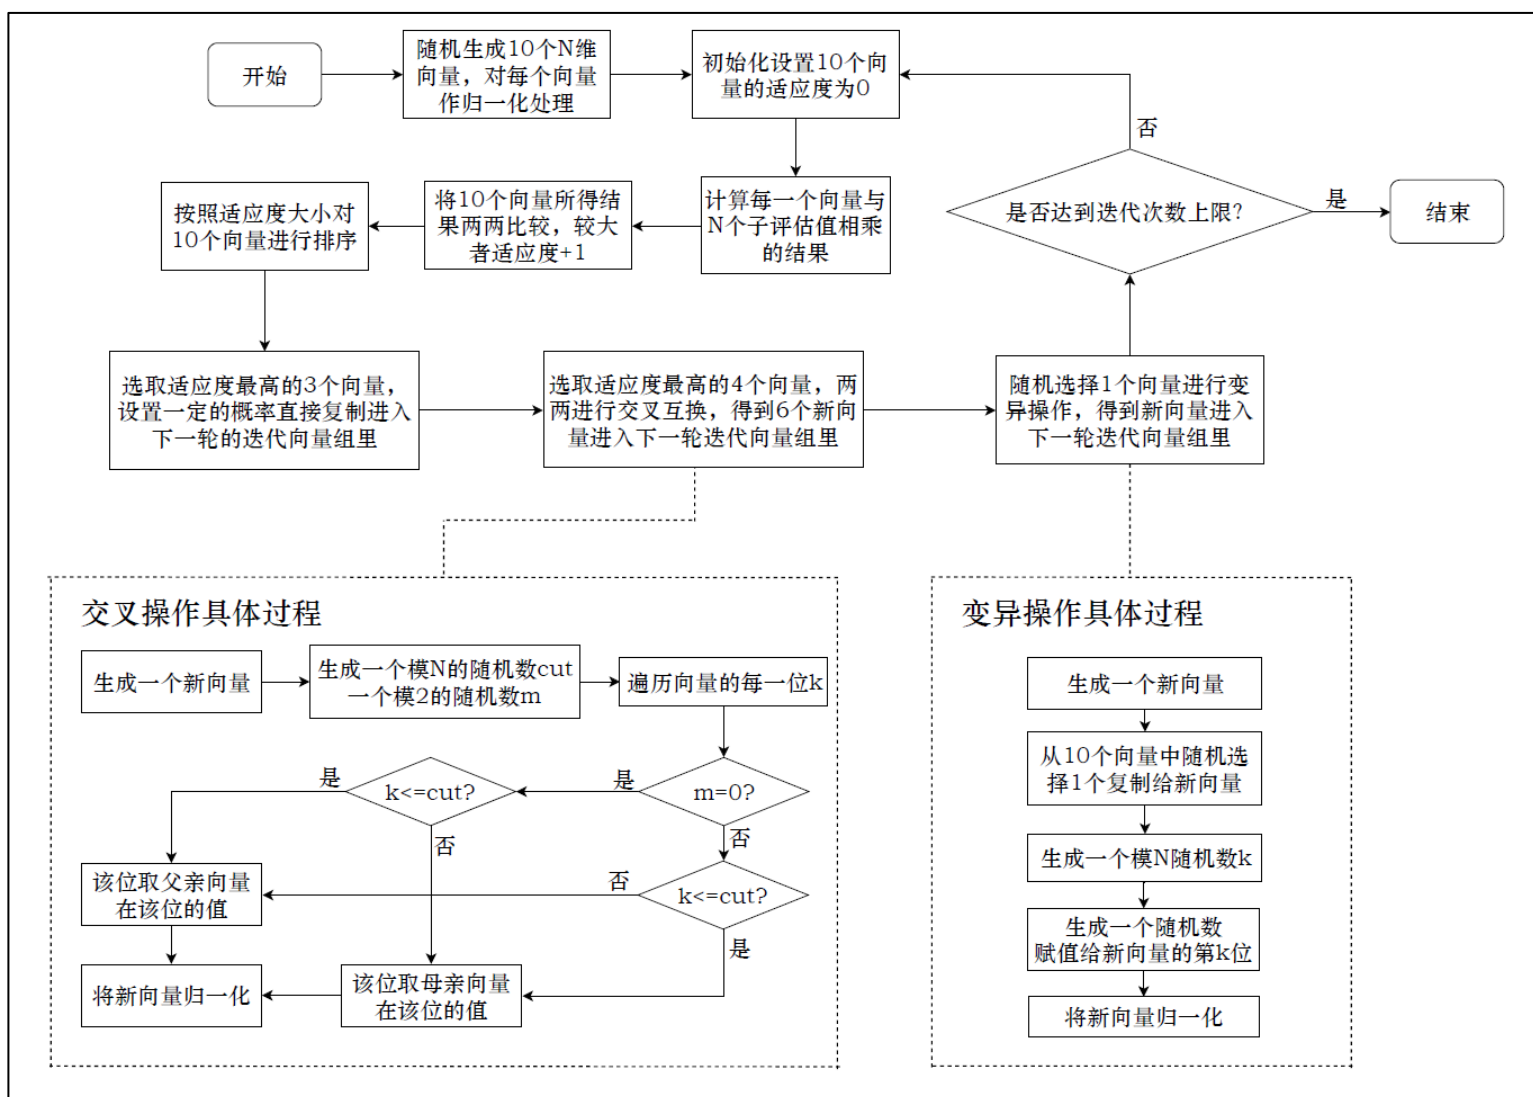 开始
随机生成10个N维
向量，对每个向量
作归一化处理
初始化设置10个向
量的适应度为0
否
按照适应度大小对
10个向量进行排序
将10个向量所得结
果两两比较，较大
者适应度+1
计算每一个向量与
N个子评估值相乘
的结果
是否达到迭代次数上限？
是
结束
选取适应度最高的3个向量，
设置一定的概率直接复制进入
下一轮的迭代向量组里
选取适应度最高的4个向量，两
两进行交叉互换，得到6个新向
量进入下一轮迭代向量组里
随机选择1个向量进行变
异操作，得到新向量进入
下一轮迭代向量组里
交叉操作具体过程
生成一个新向量
生成一个模N的随机数cut
一个模2的随机数m
遍历向量的每一位k
是
k<=cut?
是
m=0?
否
否
该位取父亲向量
在该位的值
否
k<=cut?
是
将新向量归一化
该位取母亲向量
在该位的值
变异操作具体过程
生成一个新向量
从10个向量中随机选
择1个复制给新向量
生成一个模N随机数k
生成一个随机数
赋值给新向量的第k位
将新向量归一化